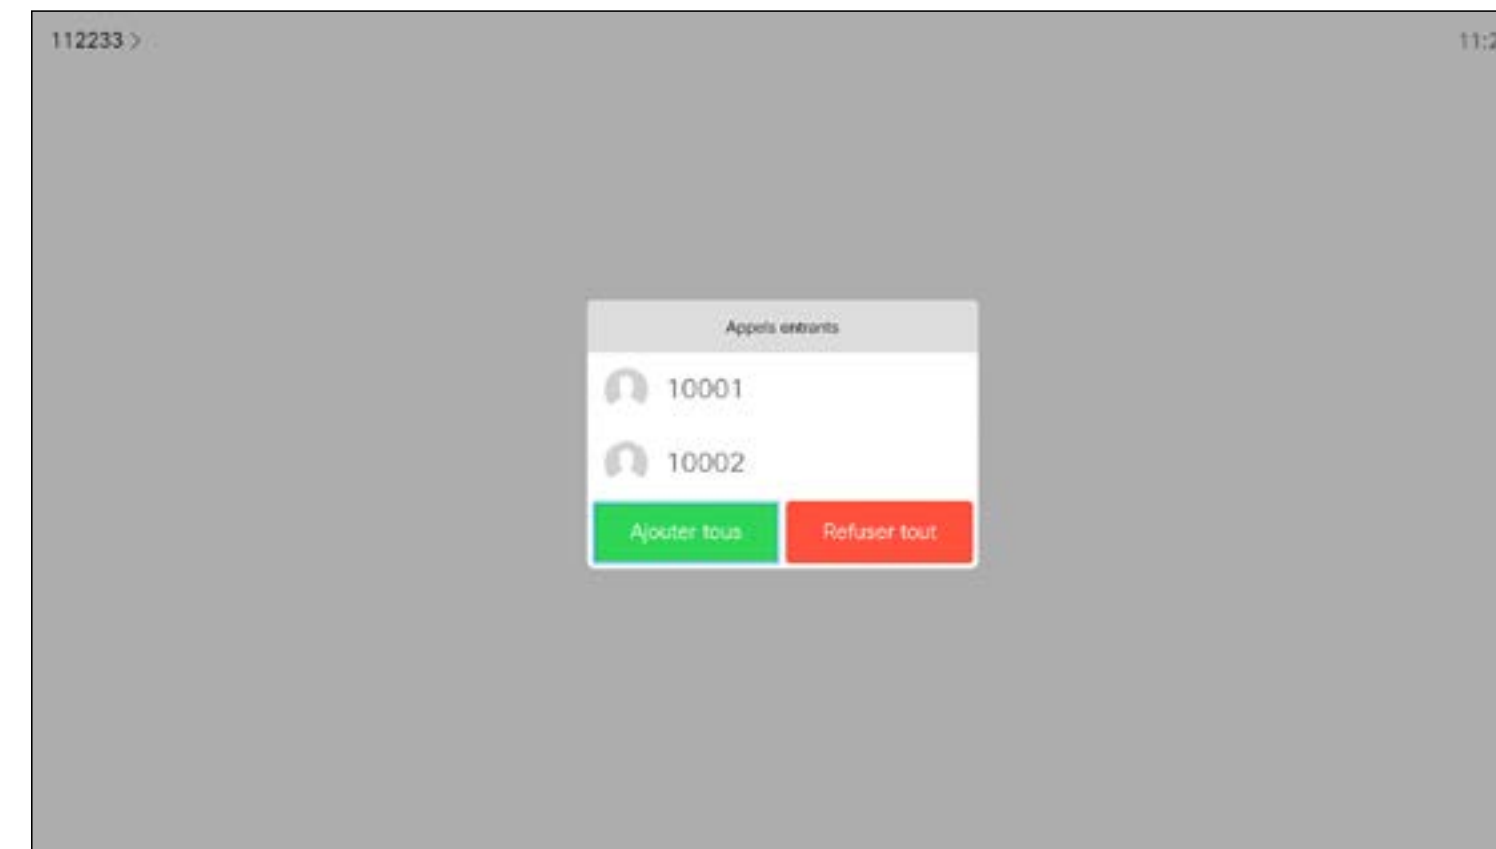 112233 >
Appels entrants
10001
10002
Ajouter tous
Refuser tout